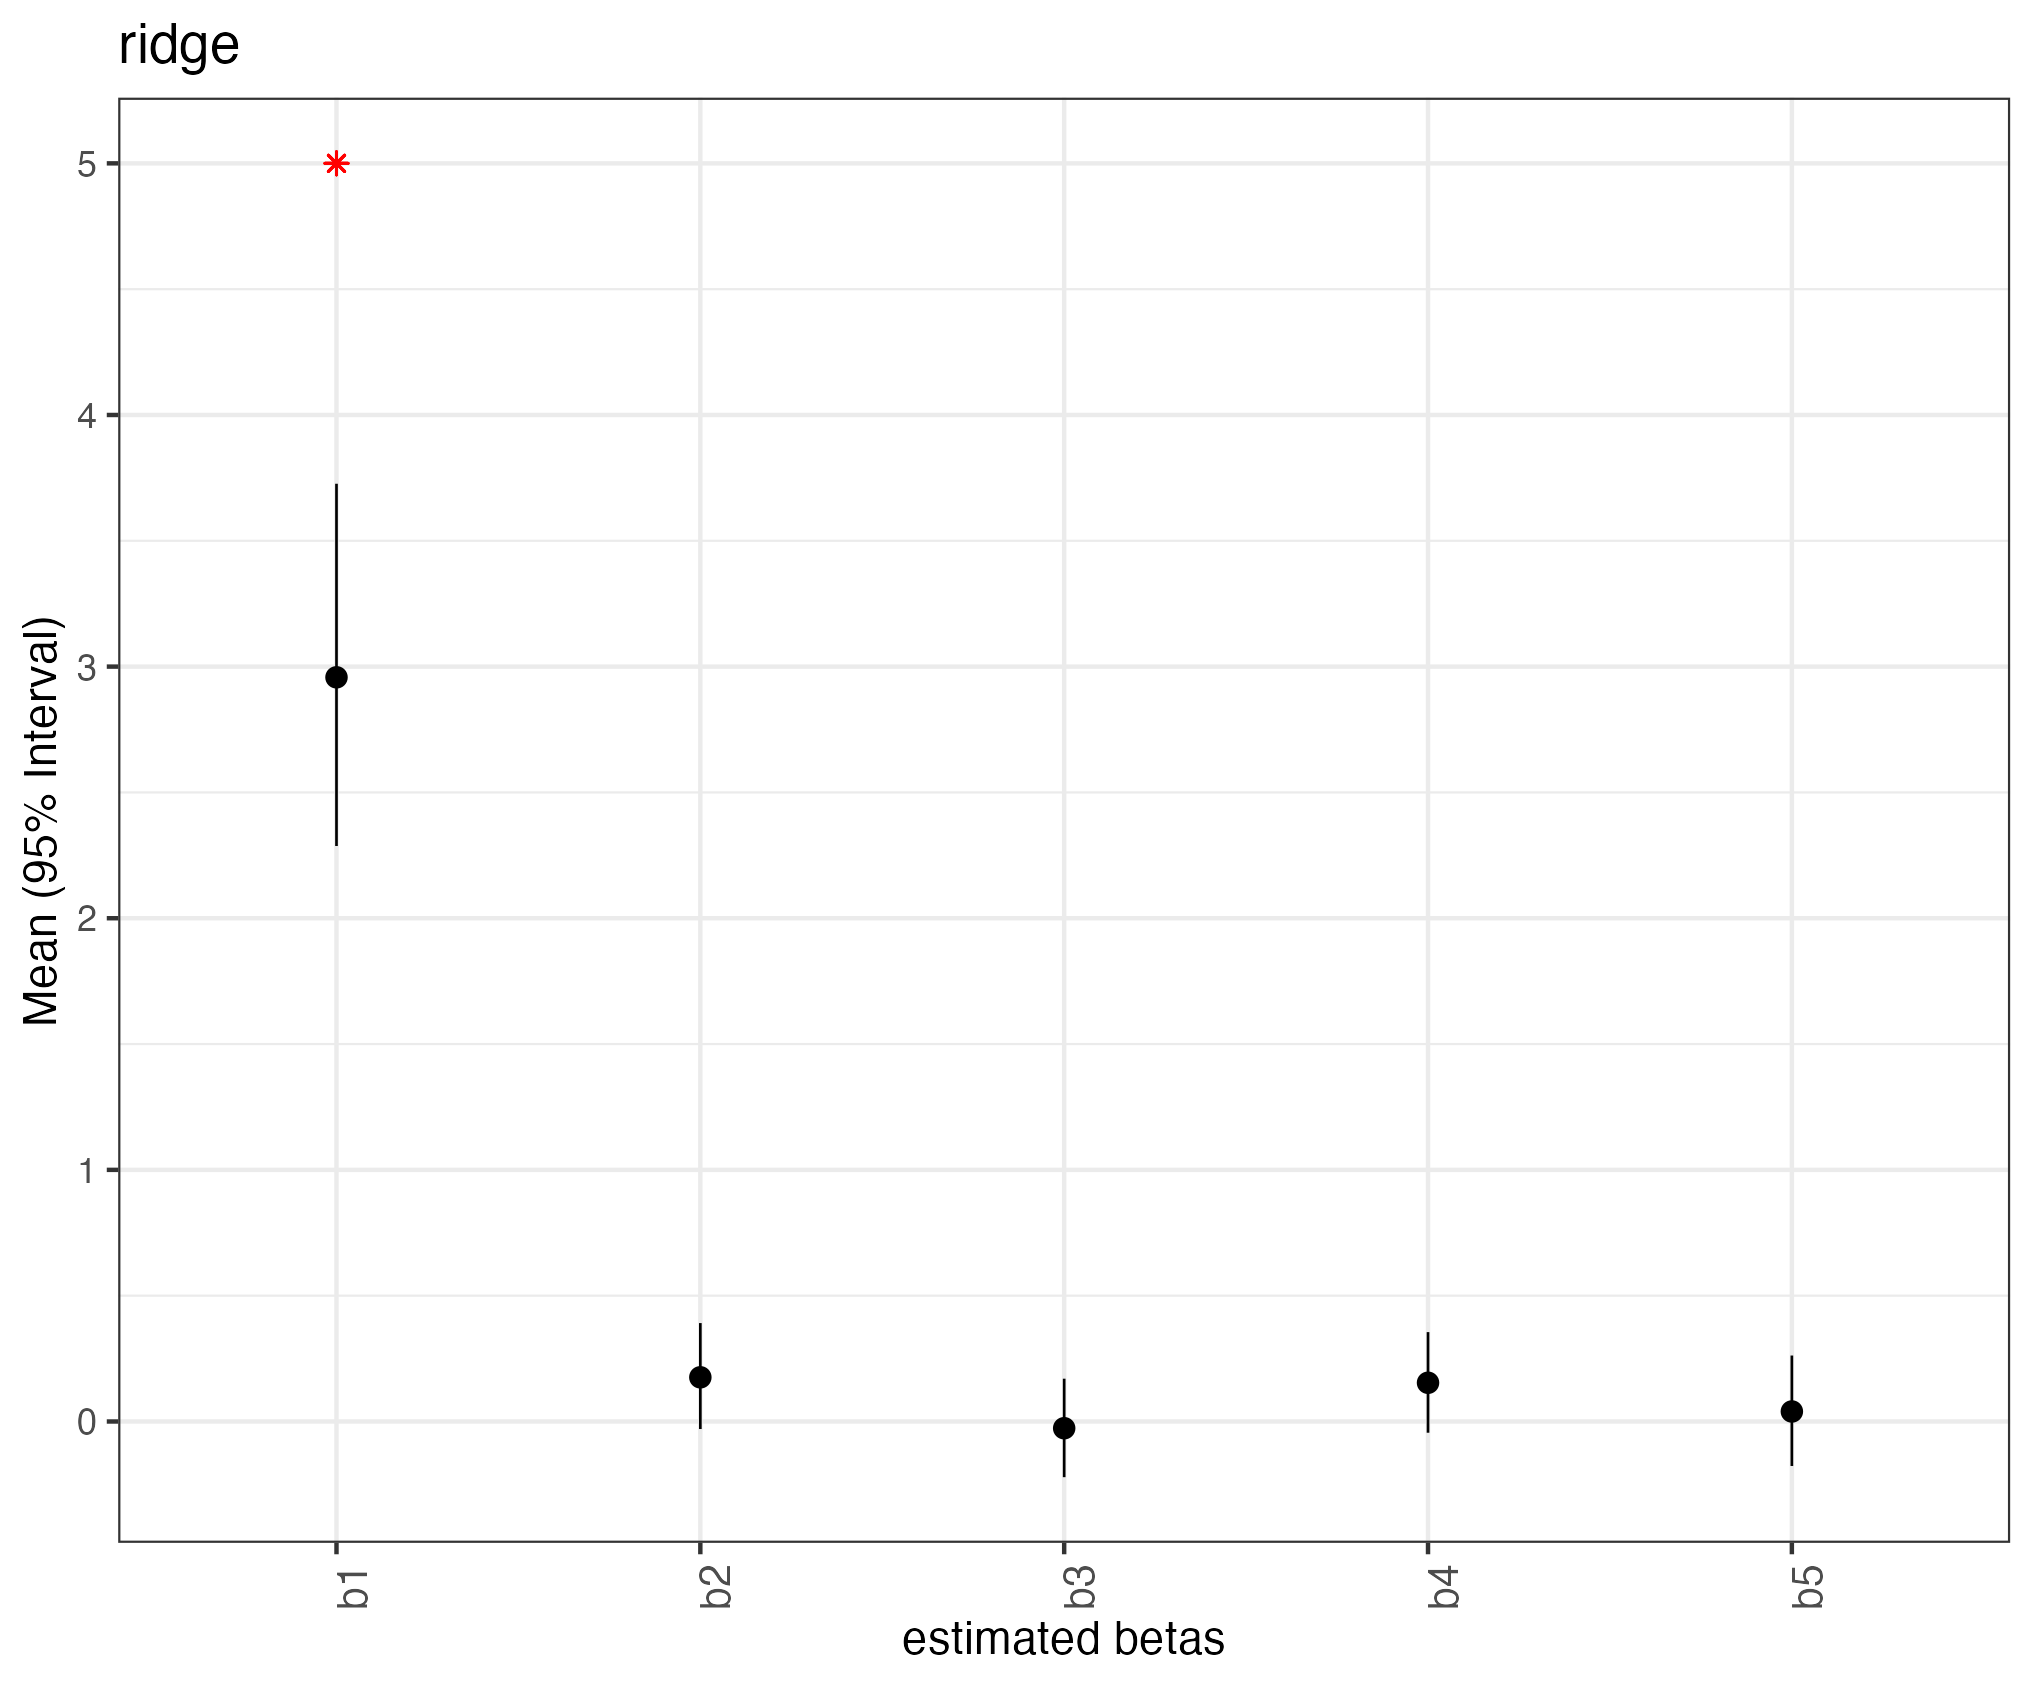 ridge
Mean (95% Interval)
5
4
3
2
1
0
b1
b2
b3
b4
b5
estimated betas